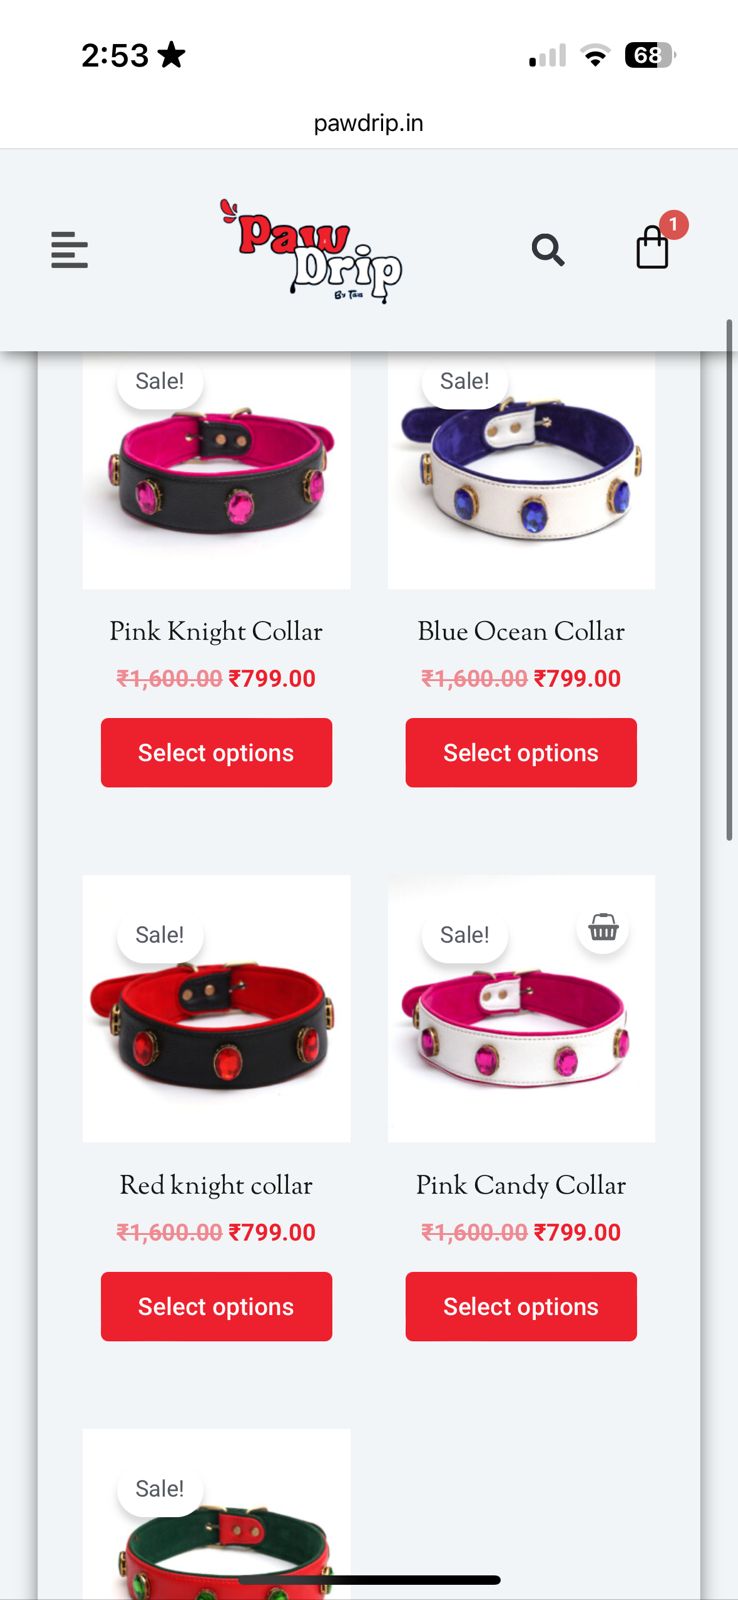 2:53
68
pawdrip.in
Paw
Drip
By Tais
1
Sale!
Sale!
Pink Knight Collar
Blue Ocean Collar
₹1,600.00 ₹799.00
₹1,600.00 ₹799.00
Select options
Select options
Sale!
Sale!
Red knight collar
Pink Candy Collar
₹1,600.00 ₹799.00
₹1,600.00 ₹799.00
Select options
Select options
Sale!